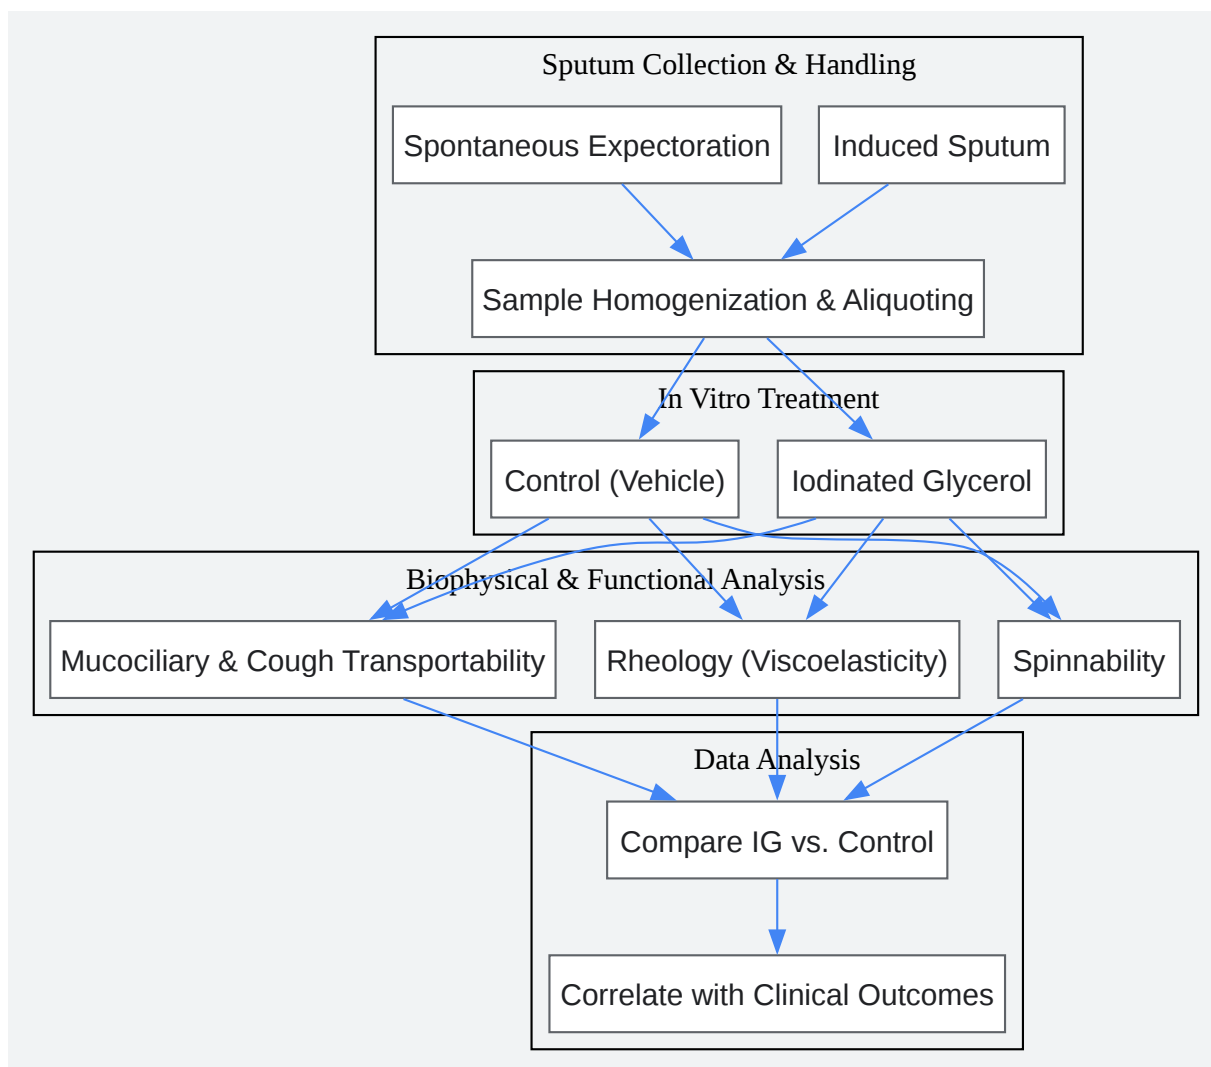 Sputum Collection & Handling
Spontaneous Expectoration
Induced Sputum
Sample Homogenization & Aliquoting
In Vitro Treatment
Control (Vehicle)
Iodinated Glycerol
Biophysical & Functional Analysis
Mucociliary & Cough Transportability
Rheology (Viscoelasticity)
Spinnability
Data Analysis
Compare IG vs. Control
Correlate with Clinical Outcomes